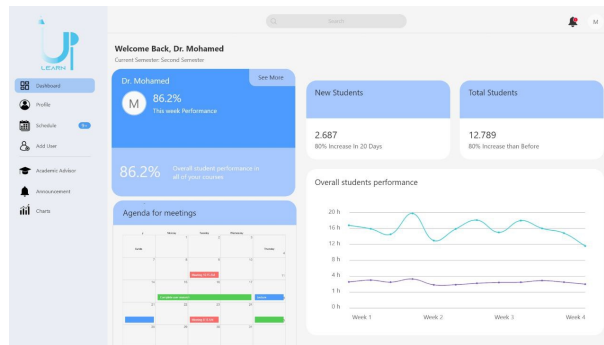 Up
LEARN
Dashboard
Profile
Schedule
Add User
Academic Advisor
Announcement
Charts
Search
M
Welcome Back, Dr. Mohamed
Current Semester: Second Semester
Dr. Mohamed
See More
M
86.2%
This week Performance
86.2%
Overall student performance in
all of your courses
New Students
2.687
80% Increase In 20 Days
Total Students
12.789
80% Increase than Before
Agenda for meetings
Overall students performance
20 h
16 h
12 h
8 h
4 h
1 h
0 h
Week 1
Week 2
Week 3
Week 4